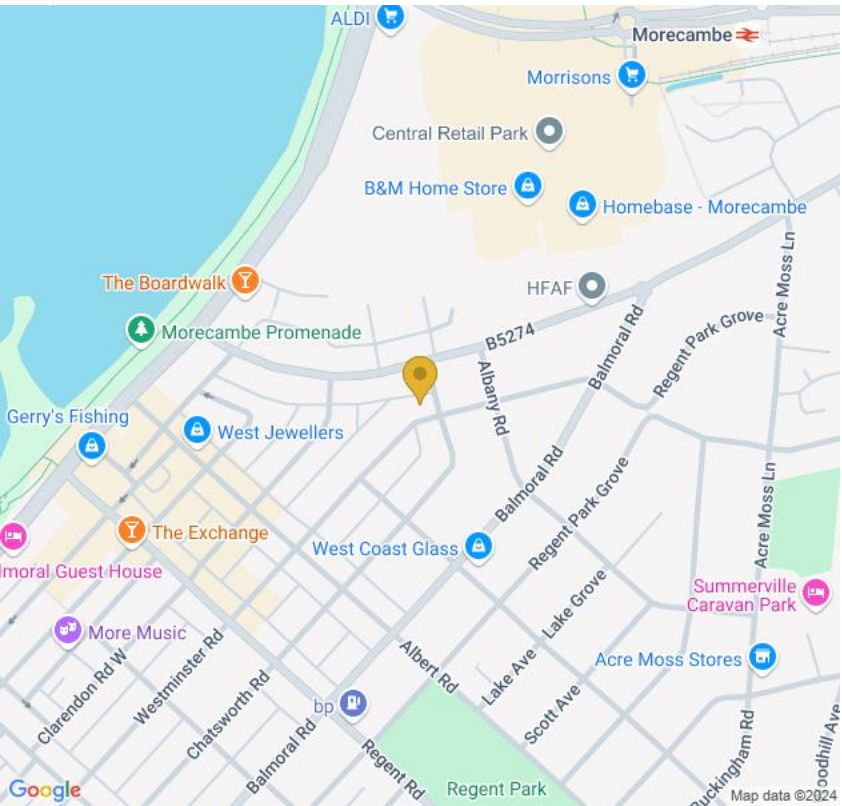 ALDI
Morecambe
Morrisons
Central Retail Park
B&M Home Store
Homebase - Morecambe
Acre Moss Ln
The Boardwalk
HFAF
Morecambe Promenade
B5274
Balmoral Rd
Regent Park Grove
Albany Rd
Gerry's Fishing
West Jewellers
Balmoral Rd
Regent Park Grove
Acre Moss Ln
The Exchange
West Coast Glass
lmoral Guest House
Lake Grove
Summerville
Caravan Park
More Music
Westminster Rd
Albert Rd
Acre Moss Stores
Clarendon Rd W
Chatsworth Rd
Lake Ave
Scott Ave
bp
Balmoral Rd
Regent Rd
Buckingham Rd
oodhill Ave
Regent Park
Google
Map data ©2024